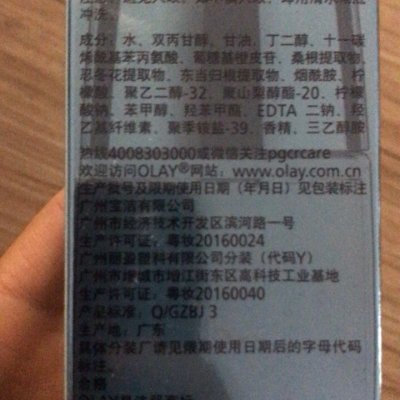 冲洗。
成分：水、双丙甘醇、甘油、丁二醇、十一碳
烯酰基苯丙氨酸、葡糖基橙皮苷、桑根提取物、
忍冬花提取物、东当归根提取物、烟酰胺、柠
檬酸、聚乙二醇-32、聚山梨醇酯-20、柠檬
酸钠、苯甲醇、羟苯甲酯、EDTA 二钠、羟
乙基纤维素、聚季铵盐-39、香精、三乙醇胺
热线4008303000或微信关注pgcrcare
欢迎访问OLAY®网站：www.olay.com.cn
生产批号及限期使用日期（年月日）见包装标注
广州宝洁有限公司
广州市经济技术开发区滨河路一号
生产许可证：粤妆20160024
广州丽盈塑料有限公司分装（代码Y）
广州市增城市增江街东区高科技工业基地
生产许可证：粤妆20160040
产品标准：Q/GZBJ 3
生产地：广东
具体分装厂请见限期使用日期后的字母代码
标注
合格